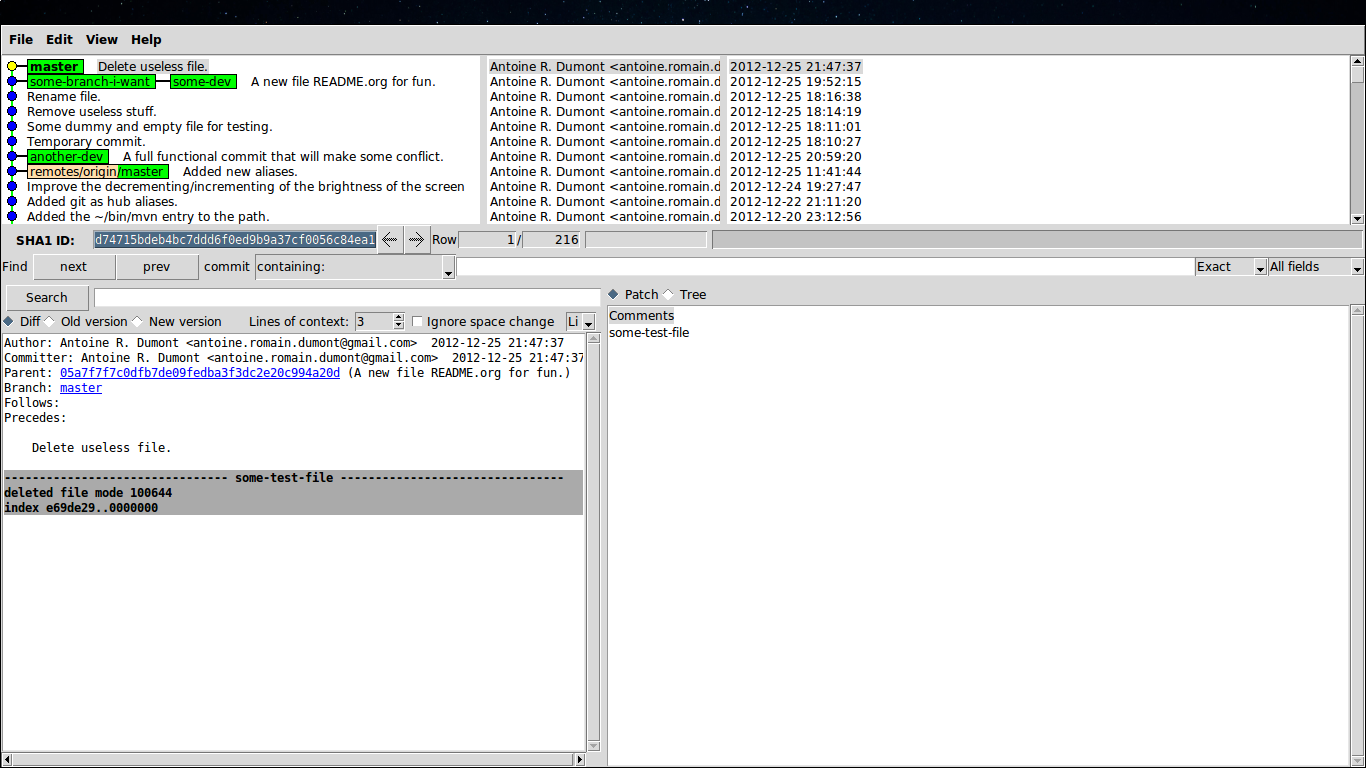 File Edit View Help
master Delete useless file. Antoine R. Dumont <antoine.romain.d 2012-12-25 21:47:37
some-branch-i-want some-dev A new file README.org for fun. Antoine R. Dumont <antoine.romain.d 2012-12-25 19:52:15
Rename file. Antoine R. Dumont <antoine.romain.d 2012-12-25 18:16:38
Remove useless stuff. Antoine R. Dumont <antoine.romain.d 2012-12-25 18:14:19
Some dummy and empty file for testing. Antoine R. Dumont <antoine.romain.d 2012-12-25 18:11:01
Temporary commit. Antoine R. Dumont <antoine.romain.d 2012-12-25 18:10:27
another-dev A full functional commit that will make some conflict. Antoine R. Dumont <antoine.romain.d 2012-12-25 20:59:20
remotes/origin/master Added new aliases. Antoine R. Dumont <antoine.romain.d 2012-12-25 11:41:44
Improve the decrementing/incrementing of the brightness of the screen Antoine R. Dumont <antoine.romain.d 2012-12-24 19:27:47
Added git as hub aliases. Antoine R. Dumont <antoine.romain.d 2012-12-22 21:11:20
Added the ~/bin/mvn entry to the path. Antoine R. Dumont <antoine.romain.d 2012-12-20 23:12:56
SHA1 ID: d74715bdeb4bc7ddd6f0ed9b9a37cf0056c84ea1 Row 1 / 216
Find next prev commit containing: Exact All fields
Search Patch Tree
Diff Old version New version Lines of context: 3 Ignore space change Li
Comments
some-test-file
Author: Antoine R. Dumont <antoine.romain.dumont@gmail.com> 2012-12-25 21:47:37
Committer: Antoine R. Dumont <antoine.romain.dumont@gmail.com> 2012-12-25 21:47:37
Parent: 05a7f7f7c0dfb7de09fedba3f3dc2e20c994a20d (A new file README.org for fun.)
Branch: master
Follows:
Precedes:
Delete useless file.
-------------------------------- some-test-file --------------------------------
deleted file mode 100644
index e69de29..0000000